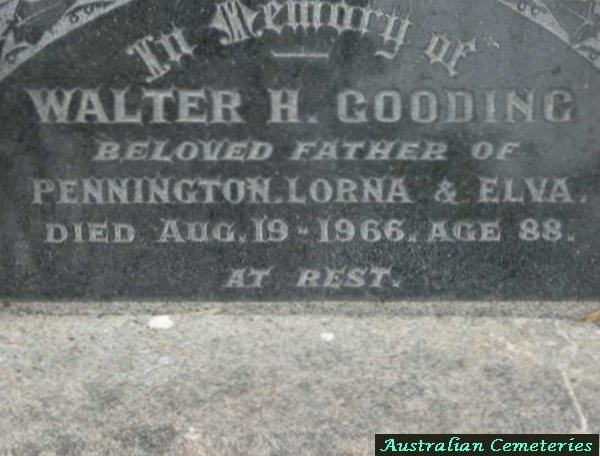 In Memory of
WALTER H. GOODING
BELOVED FATHER OF
PENNINGTON. LORNA & ELVA.
DIED AUG. 19 - 1966. AGE 88.
AT REST.
Australian Cemeteries